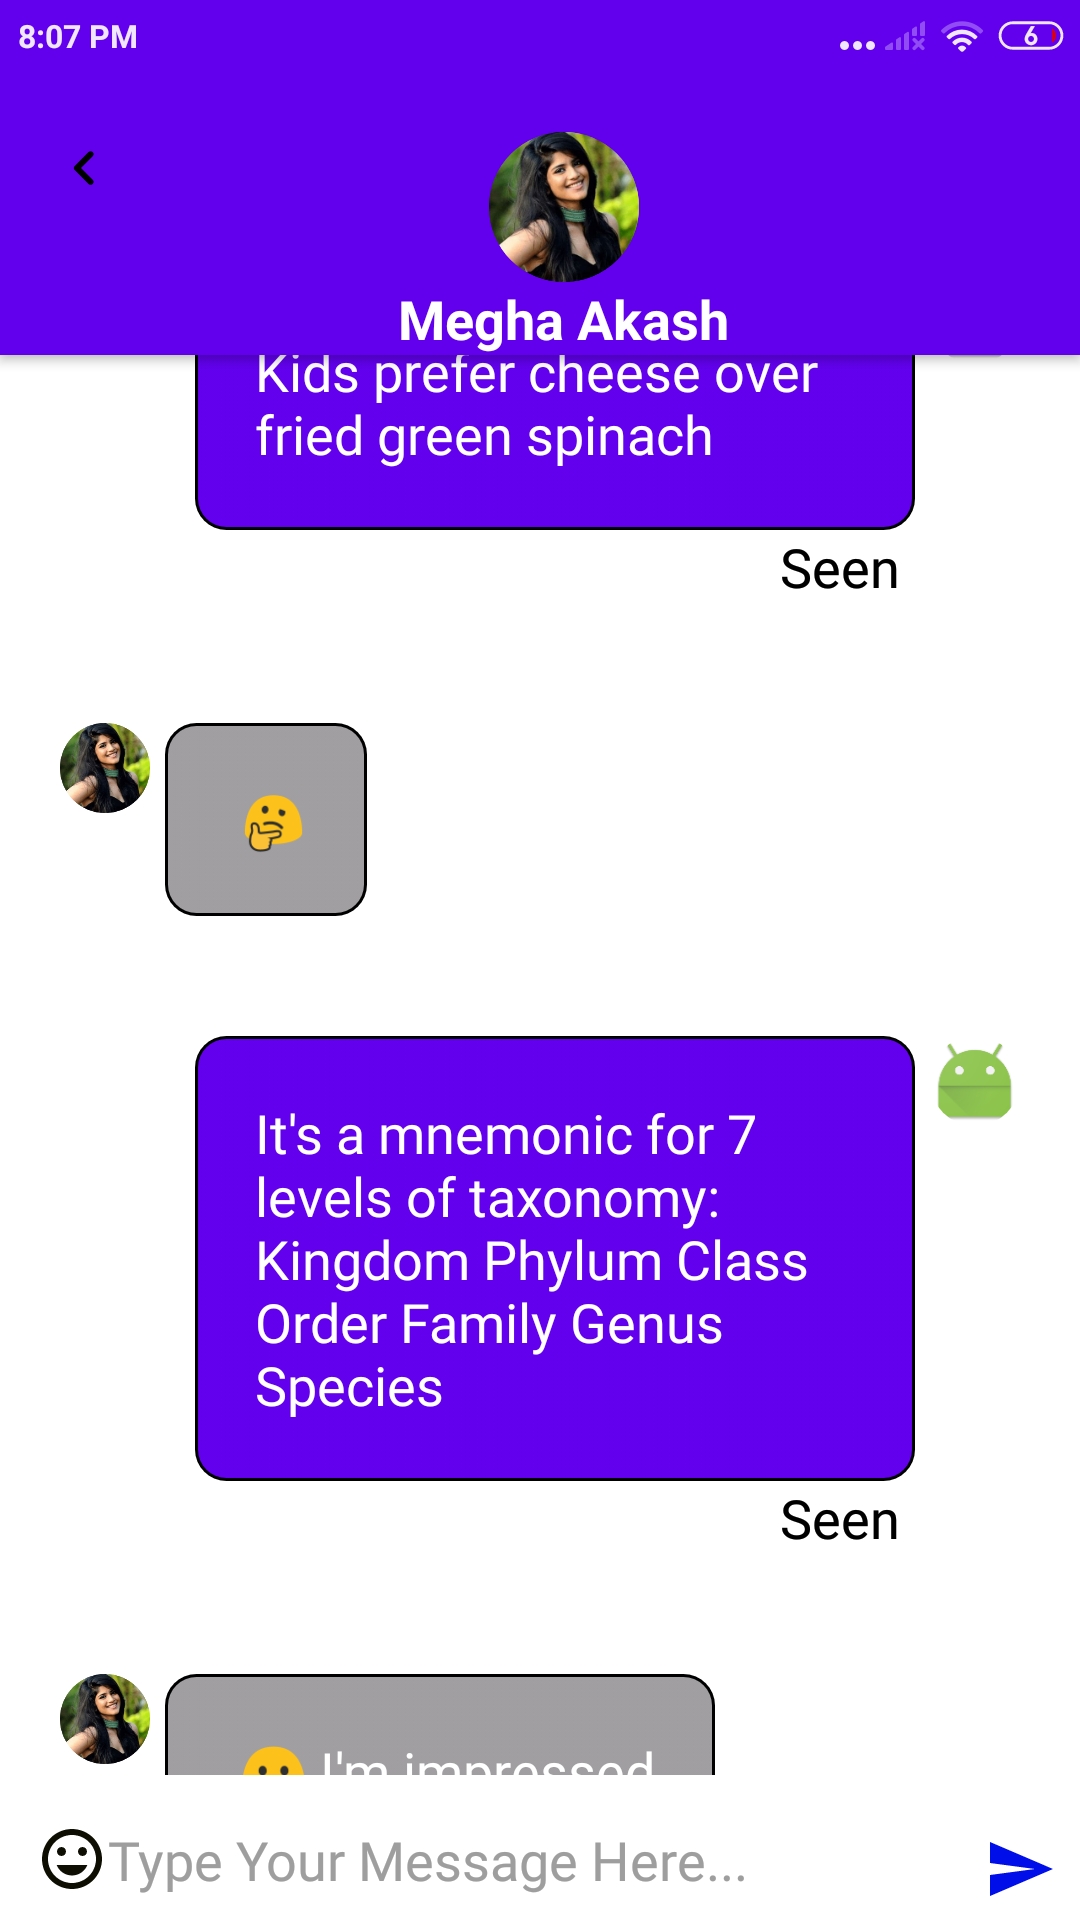 8:07 PM
6
Megha Akash
Kids prefer cheese over
fried green spinach
Seen
🤔
It's a mnemonic for 7
levels of taxonomy:
Kingdom Phylum Class
Order Family Genus
Species
Seen
I'm impressed
Type Your Message Here...